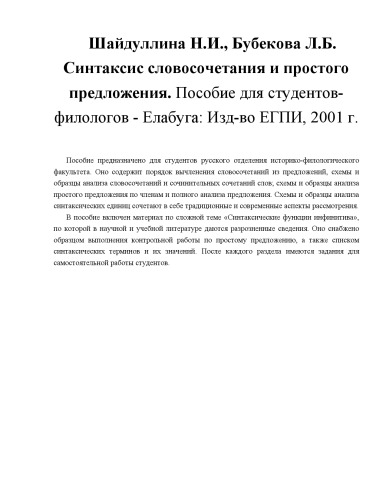 Шайдуллина Н.И., Бубекова Л.Б.
Синтаксис словосочетания и простого
предложения. Пособие для студентов-
филологов - Елабуга: Изд-во ЕГПИ, 2001 г.
Пособие предназначено для студентов русского отделения историко-филологического
факультета. Оно содержит порядок вычленения словосочетаний из предложений, схемы и
образцы анализа словосочетаний и сочинительных сочетаний слов, схемы и образцы анализа
простого предложения по членам и полного анализа предложения. Схемы и образцы анализа
синтаксических единиц сочетают в себе традиционные и современные аспекты рассмотрения.
В пособие включен материал по сложной теме «Синтаксические функции инфинитива»,
по которой в научной и учебной литературе даются разрозненные сведения. Оно снабжено
образцом выполнения контрольной работы по простому предложению, а также списком
синтаксических терминов и их значений. После каждого раздела имеются задания для
самостоятельной работы студентов.